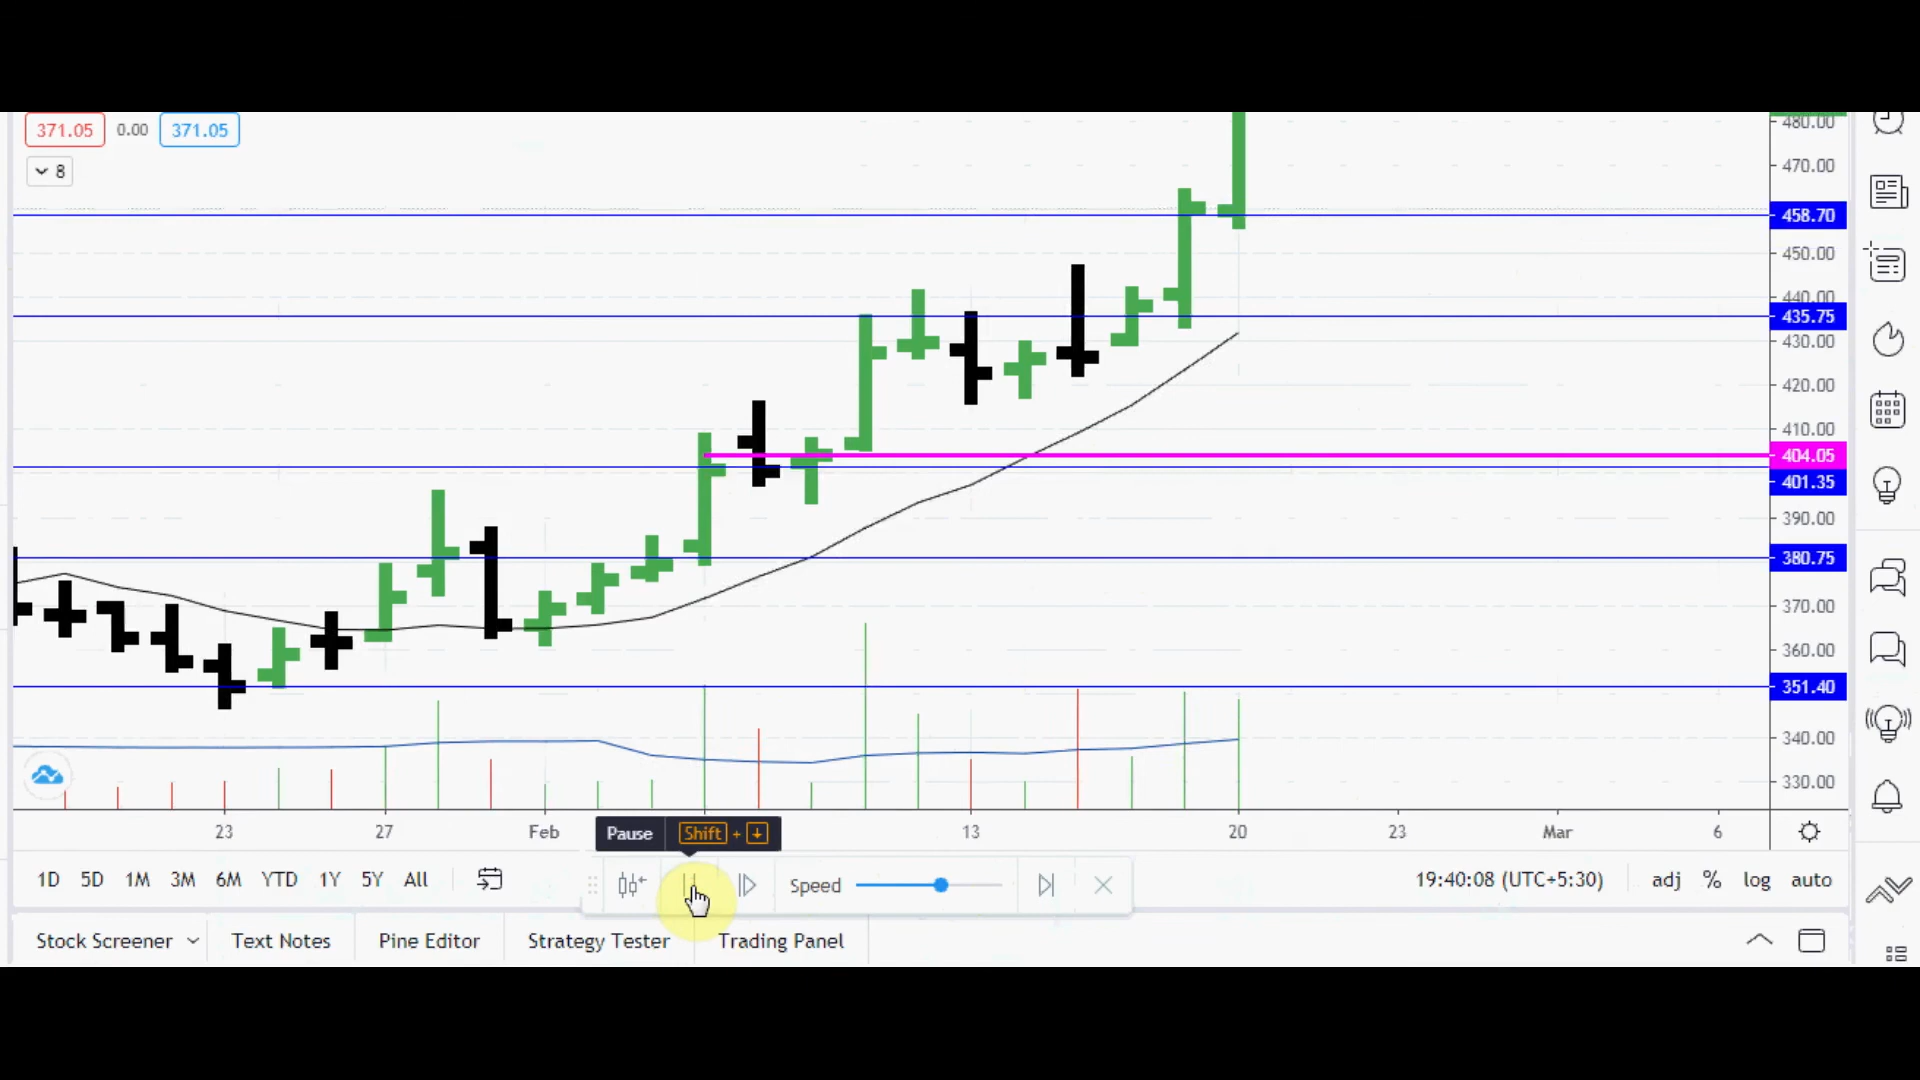 371.05 0.00 371.05
8
480.00
470.00
458.70
450.00
440.00
435.75
430.00
420.00
410.00
404.05
401.35
390.00
380.75
370.00
360.00
351.40
340.00
330.00
23 27 Feb 13 20 23 Mar 6
Pause Shift + ↓
1D 5D 1M 3M 6M YTD 1Y 5Y All
Speed
19:40:08 (UTC+5:30) adj % log auto
Stock Screener Text Notes Pine Editor Strategy Tester Trading Panel